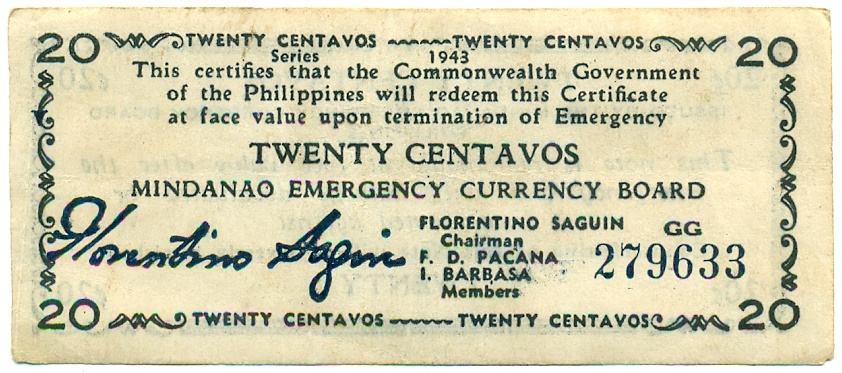 20 TWENTY CENTAVOS TWENTY CENTAVOS 20
Series 1943
This certifies that the Commonwealth Government
of the Philippines will redeem this Certificate
at face value upon termination of Emergency
TWENTY CENTAVOS
MINDANAO EMERGENCY CURRENCY BOARD
Florentino Saguin
FLORENTINO SAGUIN
Chairman
F. D. PACANA
I. BARBASA
Members
GG
279633
20 TWENTY CENTAVOS TWENTY CENTAVOS 20